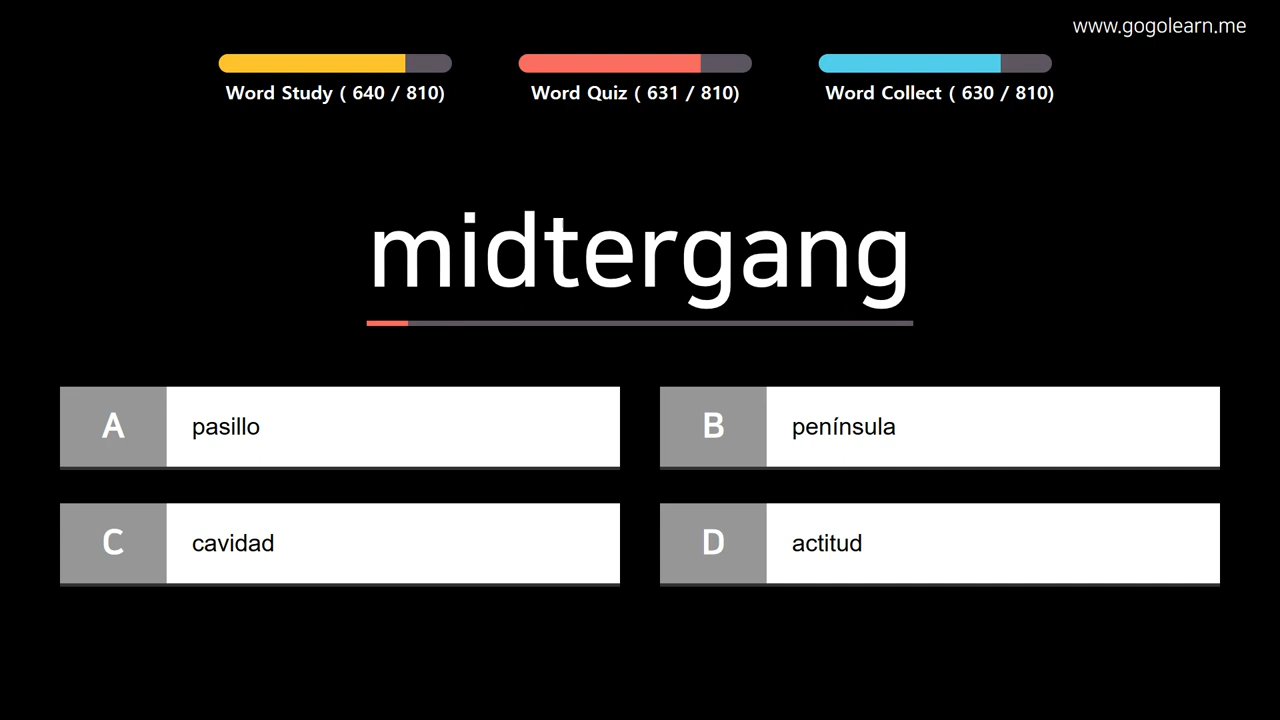 www.gogolearn.me
Word Study ( 640 / 810)
Word Quiz ( 631 / 810)
Word Collect ( 630 / 810)
midtergang
A pasillo
B península
C cavidad
D actitud